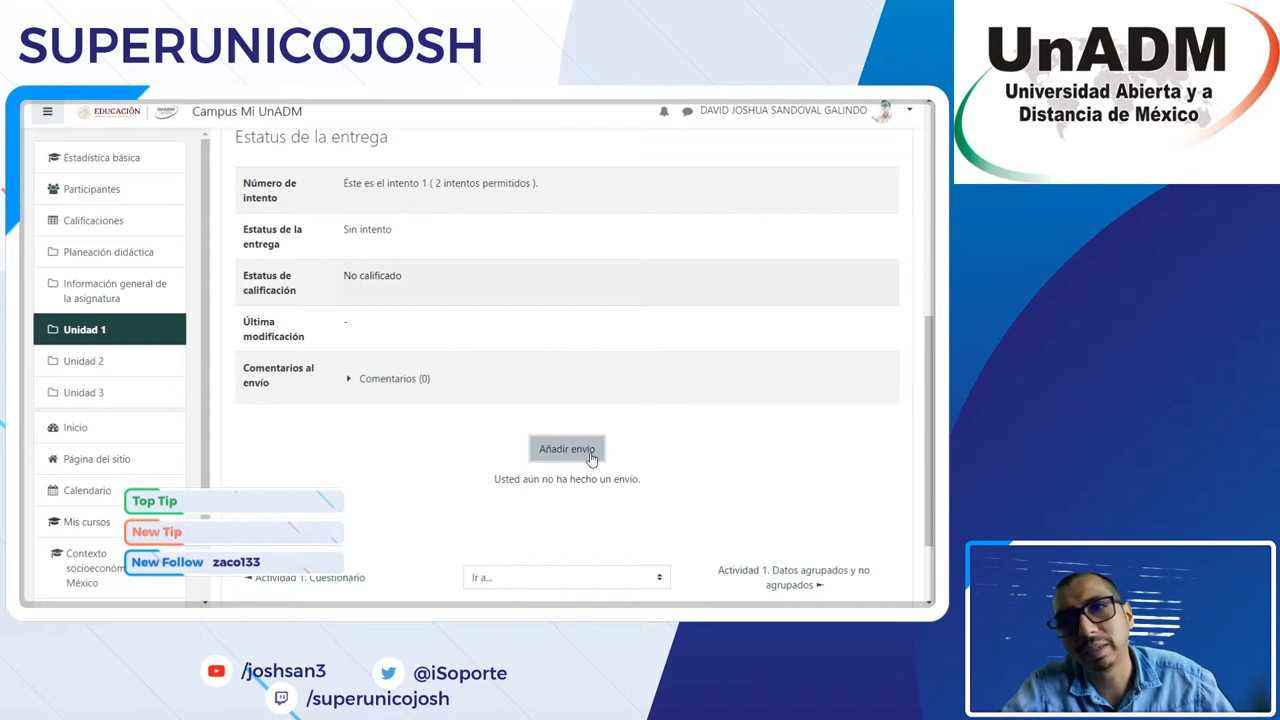 SUPERUNICOJOSH
UnADM
Universidad Abierta y a
Distancia de México
EDUCACIÓN
Campus Mi UnADM
DAVID JOSHUA SANDOVAL GALINDO
Estadística básica
Participantes
Calificaciones
Planeación didáctica
Información general de
la asignatura
Unidad 1
Unidad 2
Unidad 3
Inicio
Página del sitio
Calendario
Mis cursos
Contexto
socioeconóm
México
Estatus de la entrega
Número de
intento
Éste es el intento 1 ( 2 intentos permitidos ).
Estatus de la
entrega
Sin intento
Estatus de
calificación
No calificado
Última
modificación
-
Comentarios al
envío
Comentarios (0)
Añadir envío
Usted aún no ha hecho un envío.
Actividad 1. Cuestionario
Ir a...
Actividad 1. Datos agrupados y no
agrupados
Top Tip
New Tip
New Follow zaco133
/joshsan3
@iSoporte
/superunicojosh